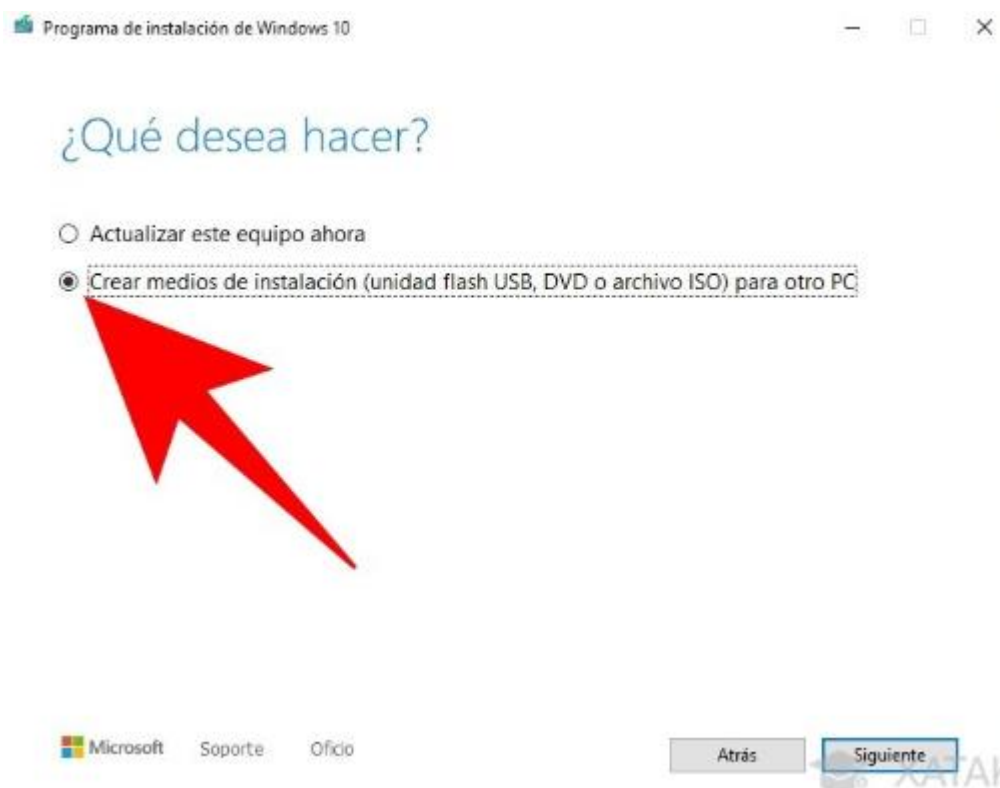 Programa de instalación de Windows 10
¿Qué desea hacer?
Actualizar este equipo ahora
Crear medios de instalación (unidad flash USB, DVD o archivo ISO) para otro PC
Microsoft Soporte Oficio Atrás Siguiente
XATAK